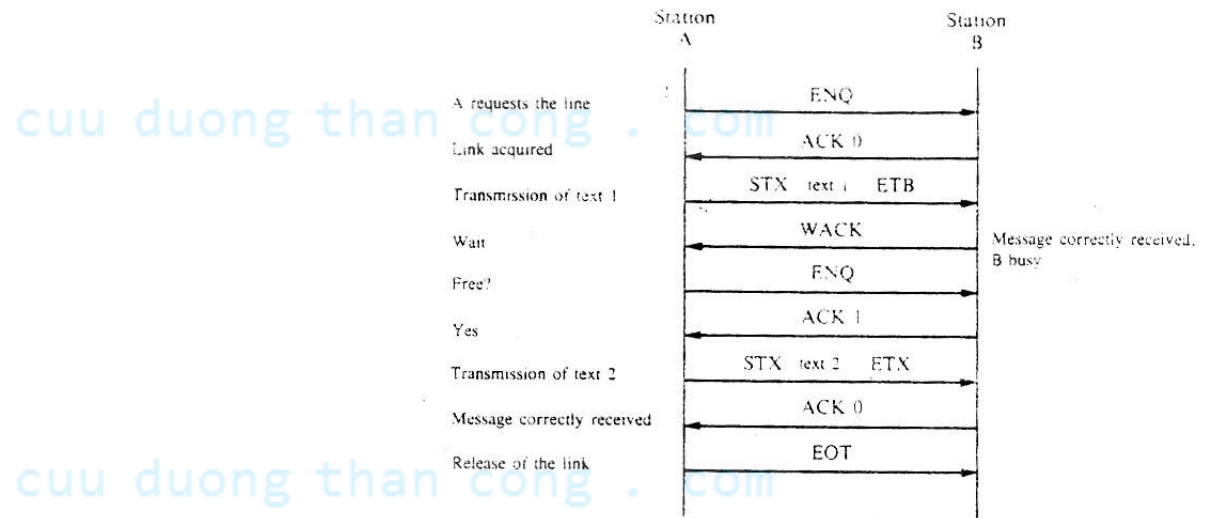 Station
A
Station
B
A requests the line
ENQ
Link acquired
ACK 0
Transmission of text 1
STX text 1 ETB
Wait
WACK
Message correctly received,
B busy
Free?
ENQ
Yes
ACK 1
Transmission of text 2
STX text 2 ETX
Message correctly received
ACK 0
Release of the link
EOT
cuu duong than cong . com
cuu duong than cong . com